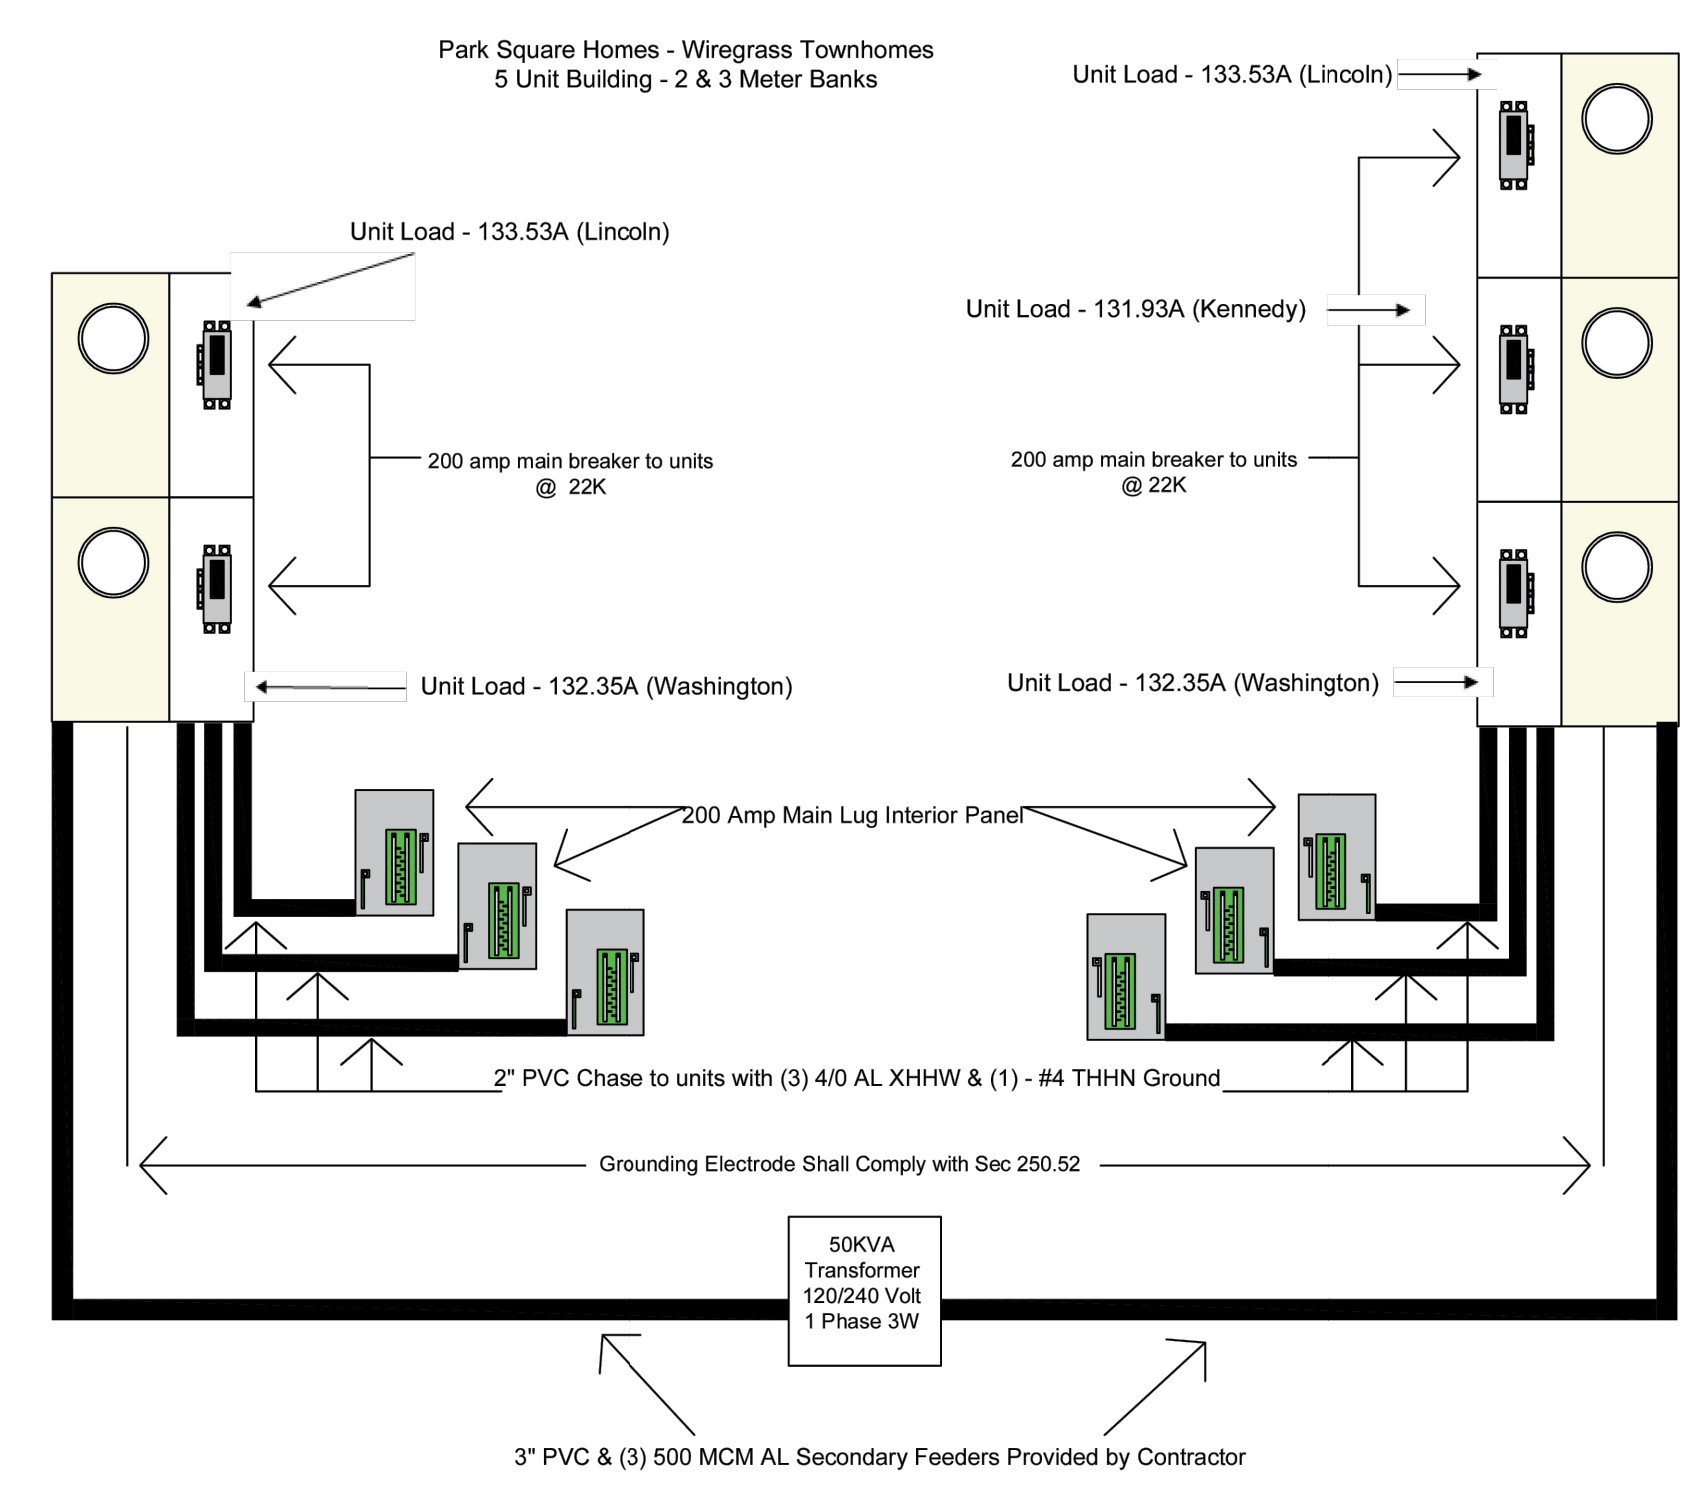 Park Square Homes - Wiregrass Townhomes
5 Unit Building - 2 & 3 Meter Banks
Unit Load - 133.53A (Lincoln)
Unit Load - 133.53A (Lincoln)
Unit Load - 131.93A (Kennedy)
200 amp main breaker to units
@ 22K
200 amp main breaker to units
@ 22K
Unit Load - 132.35A (Washington)
Unit Load - 132.35A (Washington)
200 Amp Main Lug Interior Panel
2" PVC Chase to units with (3) 4/0 AL XHHW & (1) - #4 THHN Ground
Grounding Electrode Shall Comply with Sec 250.52
50KVA
Transformer
120/240 Volt
1 Phase 3W
3" PVC & (3) 500 MCM AL Secondary Feeders Provided by Contractor